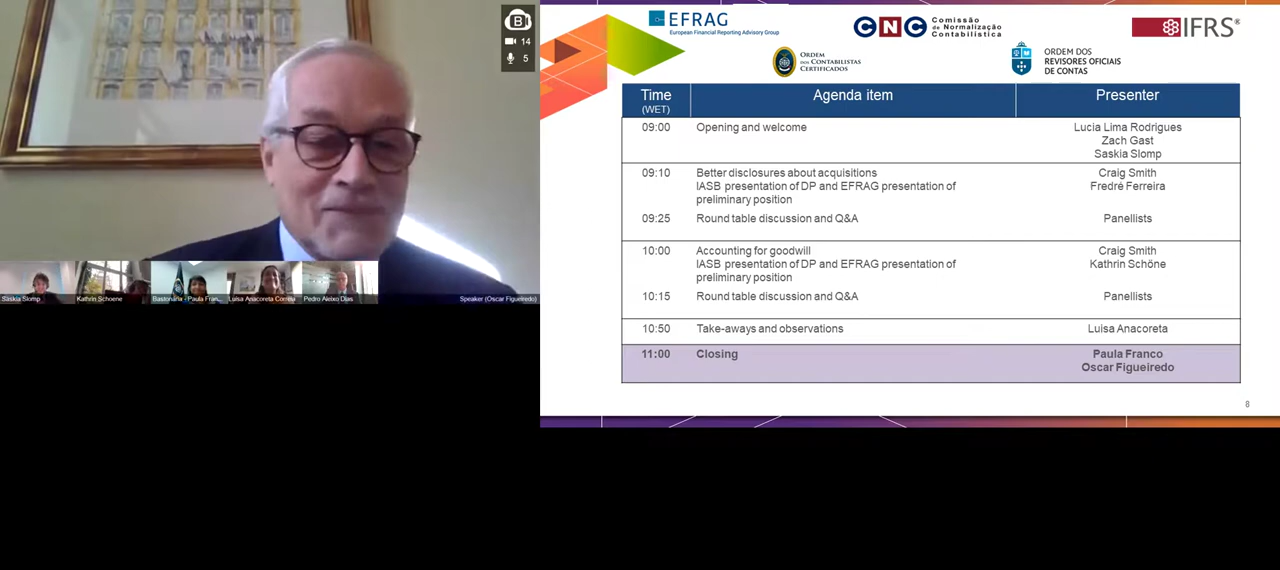 B
14
5
Saskia Slomp
Kathrin Schoene
Bastonária - Paula Fran...
Luisa Anacoreta Correia
Pedro Aleixo Dias
Speaker (Oscar Figueiredo)
EFRAG
European Financial Reporting Advisory Group
CNC Comissão
de Normalização
Contabilística
IFRS®
ORDEM
DOS CONTABILISTAS
CERTIFICADOS
ORDEM DOS
REVISORES OFICIAIS
DE CONTAS
Time Agenda item Presenter
(WET)
09:00 Opening and welcome Lucia Lima Rodrigues
Zach Gast
Saskia Slomp
09:10 Better disclosures about acquisitions Craig Smith
IASB presentation of DP and EFRAG presentation of Fredré Ferreira
preliminary position
09:25 Round table discussion and Q&A Panellists
10:00 Accounting for goodwill Craig Smith
IASB presentation of DP and EFRAG presentation of Kathrin Schöne
preliminary position
10:15 Round table discussion and Q&A Panellists
10:50 Take-aways and observations Luisa Anacoreta
11:00 Closing Paula Franco
Oscar Figueiredo
8